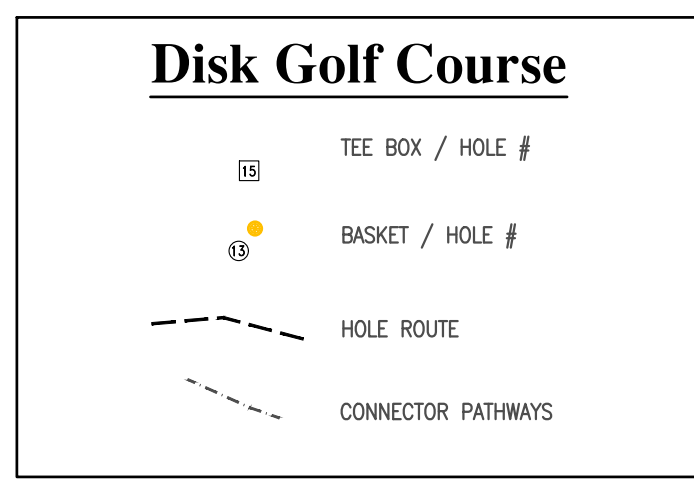 Disk Golf Course
TEE BOX / HOLE #
15
BASKET / HOLE #
13
HOLE ROUTE
CONNECTOR PATHWAYS